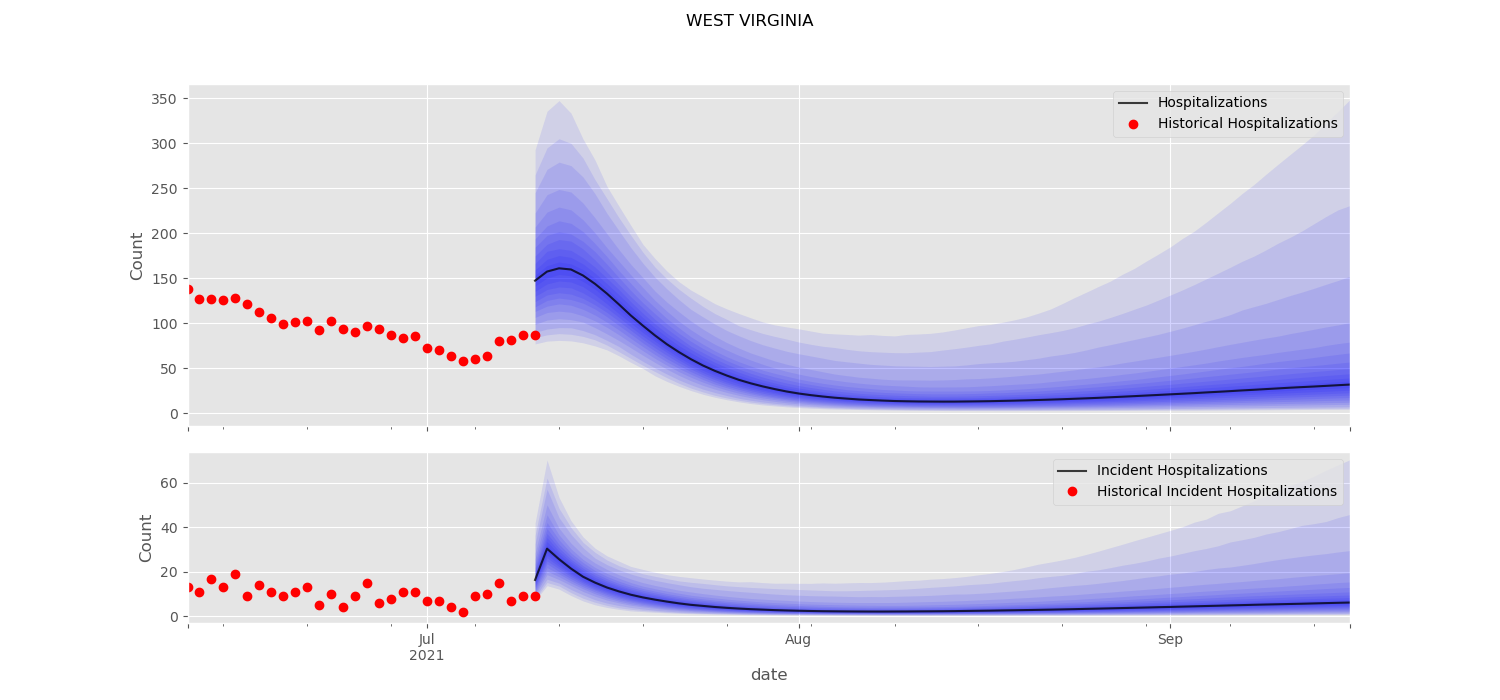 WEST VIRGINIA
350
300
250
200
150
100
50
0
Count
Hospitalizations
Historical Hospitalizations
60
40
20
0
Count
Incident Hospitalizations
Historical Incident Hospitalizations
Jul
2021
Aug
Sep
date